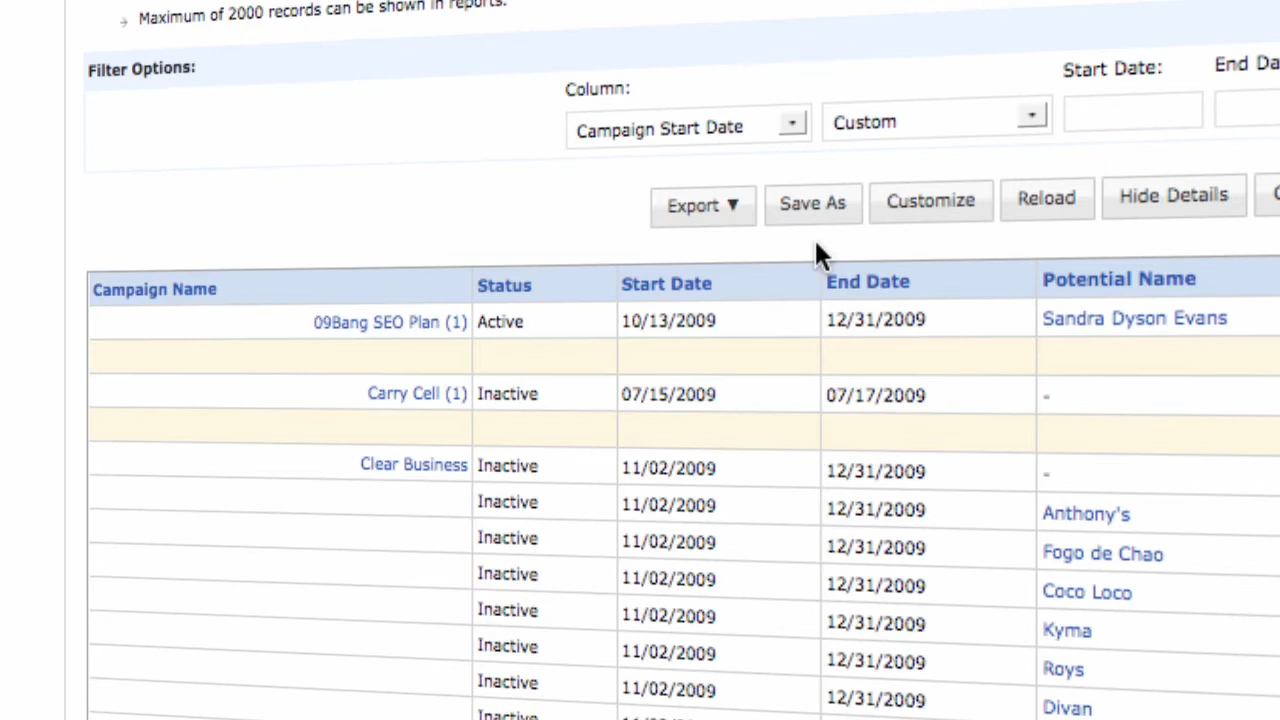 Maximum of 2000 records can be shown in reports.
Filter Options:
Column:
Start Date:
Campaign Start Date
Custom
Export ▼
Save As
Customize
Reload
Hide Details
Campaign Name Status Start Date End Date Potential Name
09Bang SEO Plan (1) Active 10/13/2009 12/31/2009 Sandra Dyson Evans
Carry Cell (1) Inactive 07/15/2009 07/17/2009 -
Clear Business Inactive 11/02/2009 12/31/2009 -
Inactive 11/02/2009 12/31/2009 Anthony's
Inactive 11/02/2009 12/31/2009 Fogo de Chao
Inactive 11/02/2009 12/31/2009 Coco Loco
Inactive 11/02/2009 12/31/2009 Kyma
Inactive 11/02/2009 12/31/2009 Roys
Inactive 11/02/2009 12/31/2009 Divan
Inactive